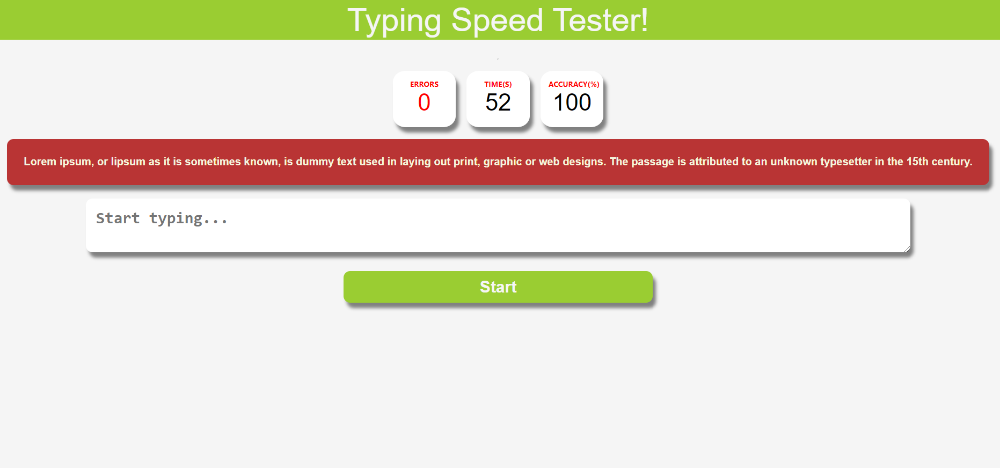 Typing Speed Tester!
,
ERRORS
TIME(S)
ACCURACY(%)
0
52
100
Lorem ipsum, or lipsum as it is sometimes known, is dummy text used in laying out print, graphic or web designs. The passage is attributed to an unknown typesetter in the 15th century.
Start typing...
Start